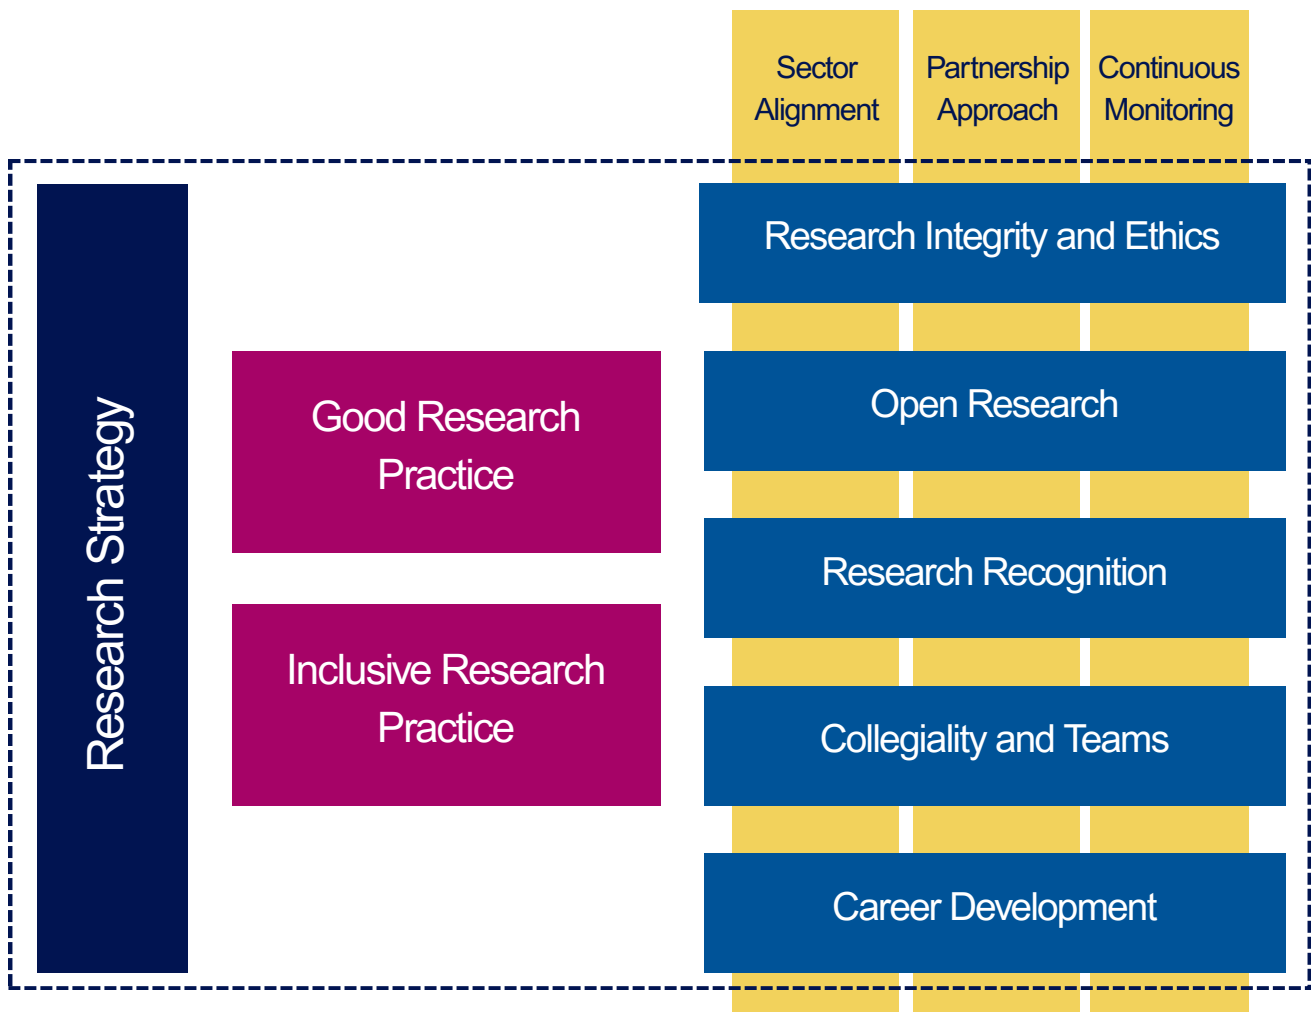 Sector
Alignment
Partnership
Approach
Continuous
Monitoring
Research Strategy
Good Research
Practice
Inclusive Research
Practice
Research Integrity and Ethics
Open Research
Research Recognition
Collegiality and Teams
Career Development